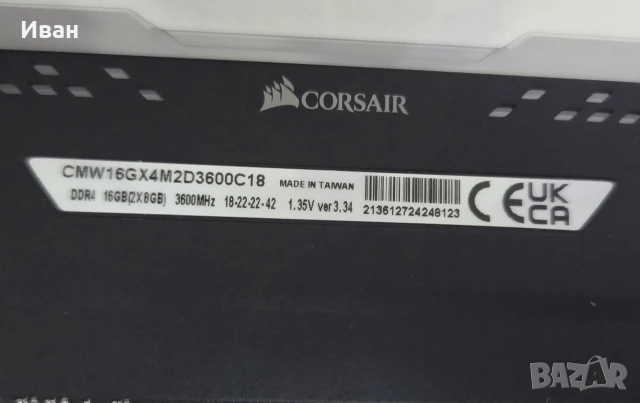 Иван
CORSAIR
CMW16GX4M2D3600C18 MADE IN TAIWAN
DDR4 16GB(2X8GB) 3600MHz 18-22-22-42 1.35V ver 3.34 213612724248123
CE UK
CA
BAZAR